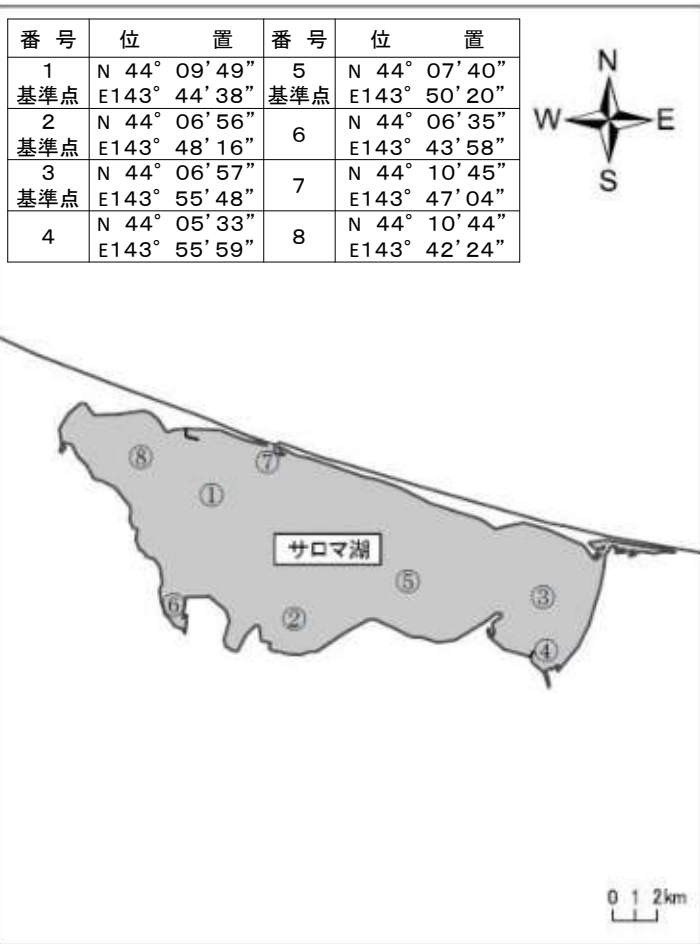 番 号 位 置 番 号 位 置
1 基準点 N 44° 09’49” E143° 44’38” 5 基準点 N 44° 07’40” E143° 50’20”
2 基準点 N 44° 06’56” E143° 48’16” 6 N 44° 06’35” E143° 43’58”
3 基準点 N 44° 06’57” E143° 55’48” 7 N 44° 10’45” E143° 47’04”
4 N 44° 05’33” E143° 55’59” 8 N 44° 10’44” E143° 42’24”
N
W E
S
⑧
⑦
①
サロマ湖
⑤
③
⑥
②
④
0 1 2km